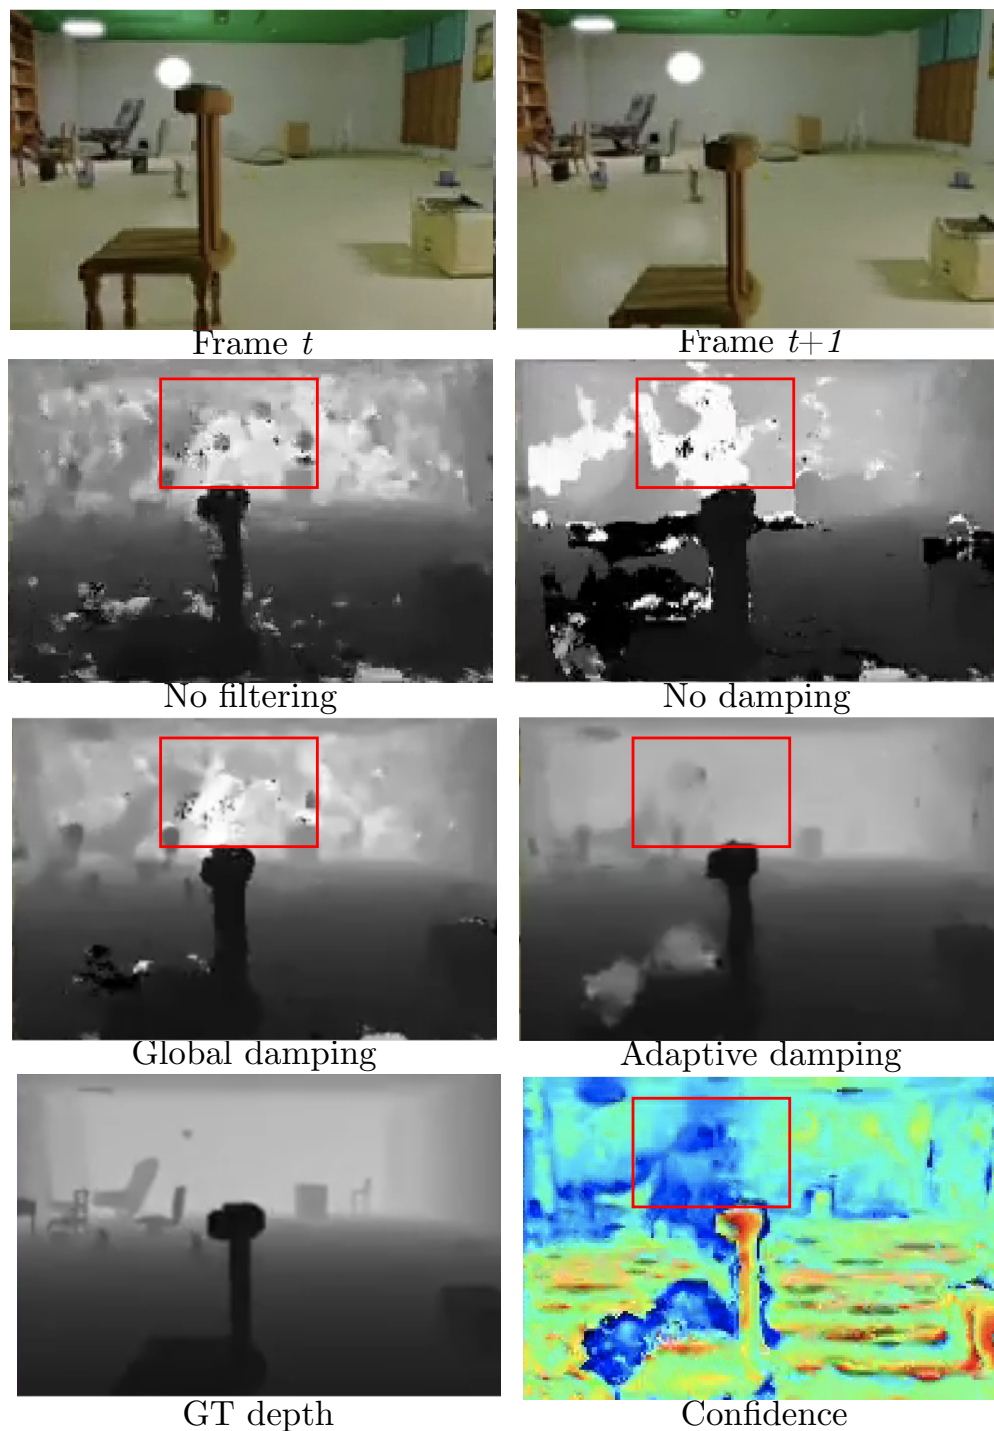 Frame t
Frame t+1
No filtering
No damping
Global damping
Adaptive damping
GT depth
Confidence